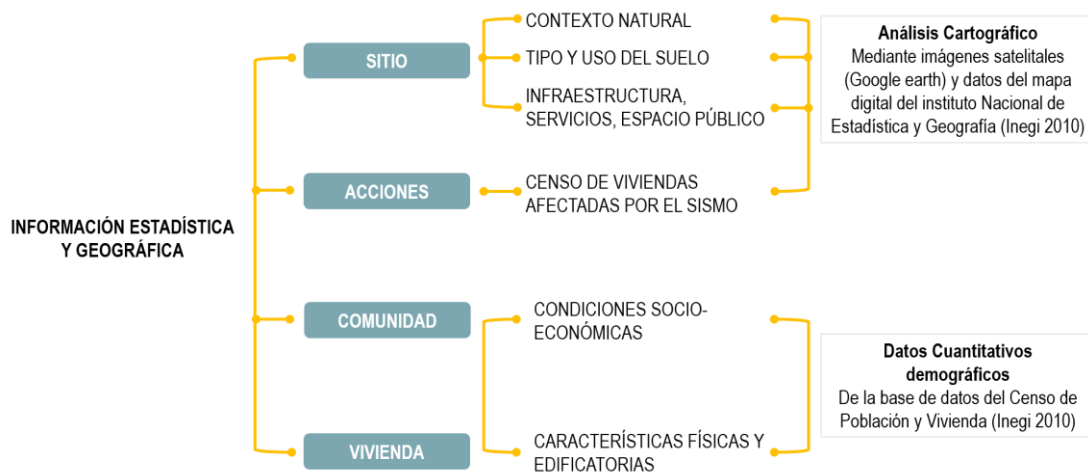 INFORMACIÓN ESTADÍSTICA
Y GEOGRÁFICA
SITIO
CONTEXTO NATURAL
TIPO Y USO DEL SUELO
INFRAESTRUCTURA,
SERVICIOS, ESPACIO PÚBLICO
ACCIONES
CENSO DE VIVIENDAS
AFECTADAS POR EL SISMO
Análisis Cartográfico
Mediante imágenes satelitales
(Google earth) y datos del mapa
digital del instituto Nacional de
Estadística y Geografía (Inegi 2010)
COMUNIDAD
CONDICIONES SOCIO-
ECONÓMICAS
VIVIENDA
CARACTERÍSTICAS FÍSICAS Y
EDIFICATORIAS
Datos Cuantitativos
demográficos
De la base de datos del Censo de
Población y Vivienda (Inegi 2010)